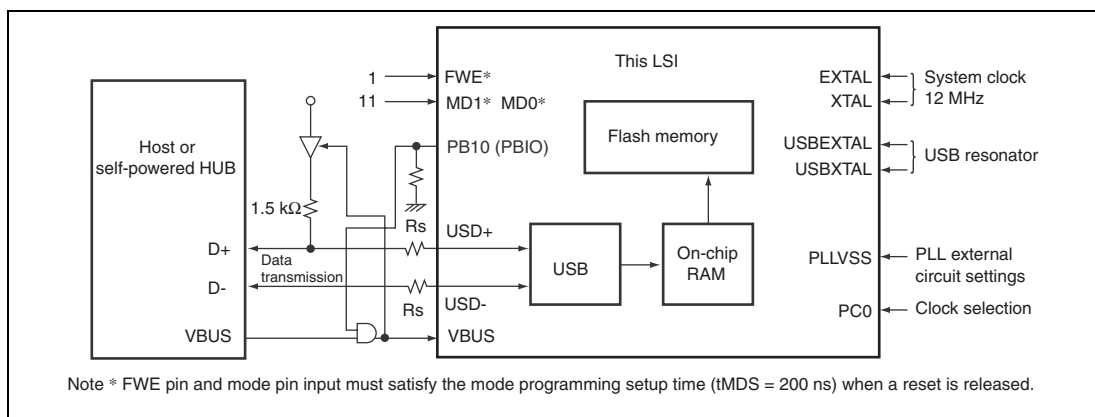 This LSI
1
FWE*
11
MD1* MD0*
PB10 (PBIO)
Host or
self-powered HUB
1.5 kΩ
Rs
USD+
D+
Data
transmission
D-
Rs
USD-
VBUS
VBUS
Flash memory
USB
On-chip
RAM
EXTAL
XTAL
System clock
12 MHz
USBEXTAL
USBXTAL
USB resonator
PLLVSS
PLL external
circuit settings
PC0
Clock selection
Note * FWE pin and mode pin input must satisfy the mode programming setup time (tMDS = 200 ns) when a reset is released.